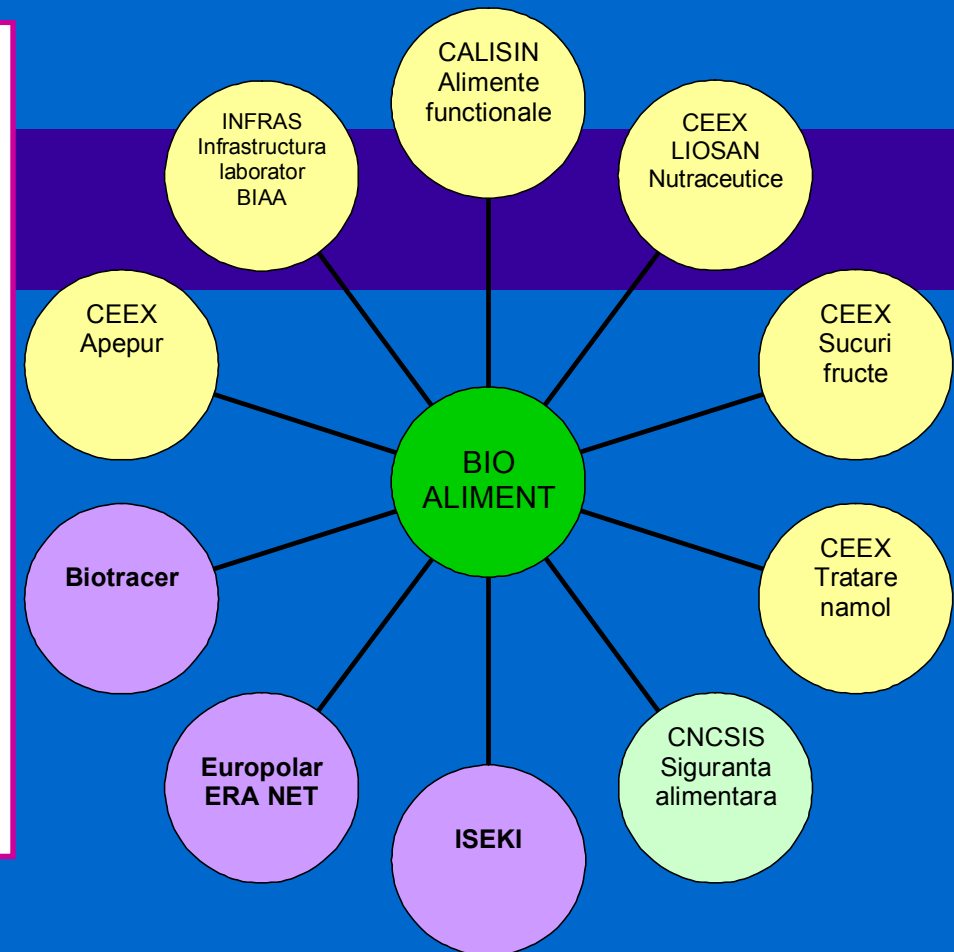 CALISIN
Alimente
functionale
INFRAS
Infrastructura
laborator
BIAA
CEEX
LIOSAN
Nutraceutice
CEEX
Apepur
CEEX
Sucuri
fructe
BIO
ALIMENT
Biotracer
CEEX
Tratare
namol
Europolar
ERA NET
ISEKI
CNCSIS
Siguranta
alimentara